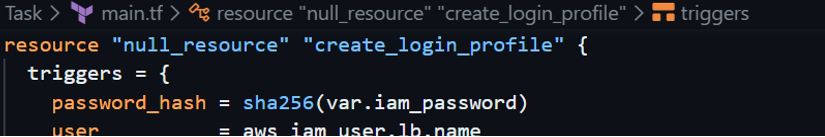 Task > main.tf > resource "null_resource" "create_login_profile" > triggers
resource "null_resource" "create_login_profile" {
triggers = {
password_hash = sha256(var.iam_password)
user = aws_iam_user.lb.name